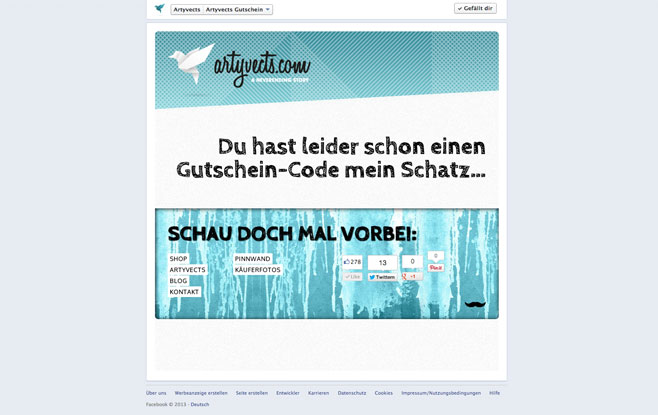 Artyvects Artyvects Gutschein ✓ Gefällt dir
artyvects.com
A NEVERENDING STORY
Du hast leider schon einen
Gutschein-Code mein Schatz...
SCHAU DOCH MAL VORBEI:
SHOP PINNWAND
ARTYVECTS KÄUFERFOTOS
BLOG
KONTAKT
278 13 0 0
Like Twittern +1 Pin it
Über uns Werbeanzeige erstellen Seite erstellen Entwickler Karrieren Datenschutz Cookies Impressum/Nutzungsbedingungen Hilfe
Facebook © 2013 · Deutsch